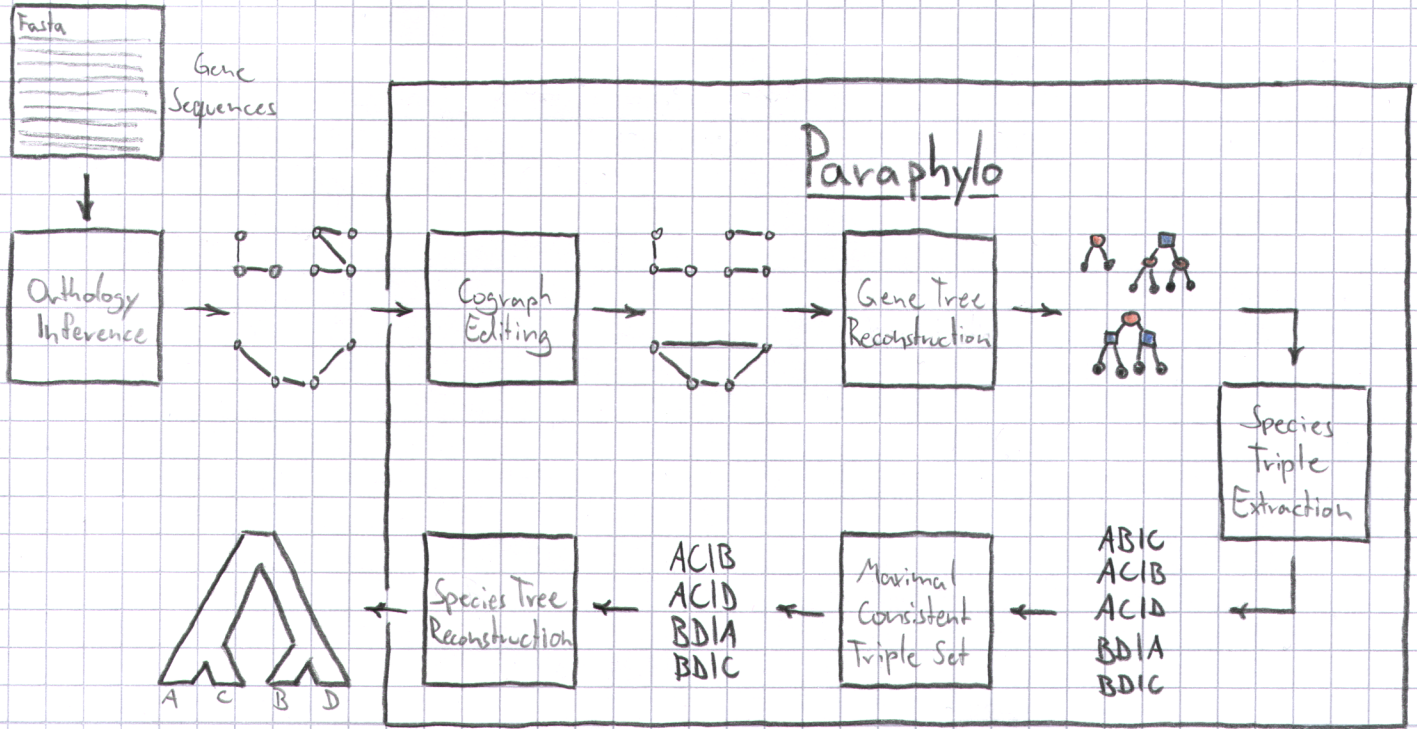 Fasta
Gene
Sequences
Paraphylo
Orthology
Inference
Cograph
Editing
Gene Tree
Reconstruction
Species
Triple
Extraction
AB|C
AC|B
AC|D
BD|A
BD|C
Maximal
Consistent
Triple Set
AC|B
AC|D
BD|A
BD|C
Species Tree
Reconstruction
A C B D